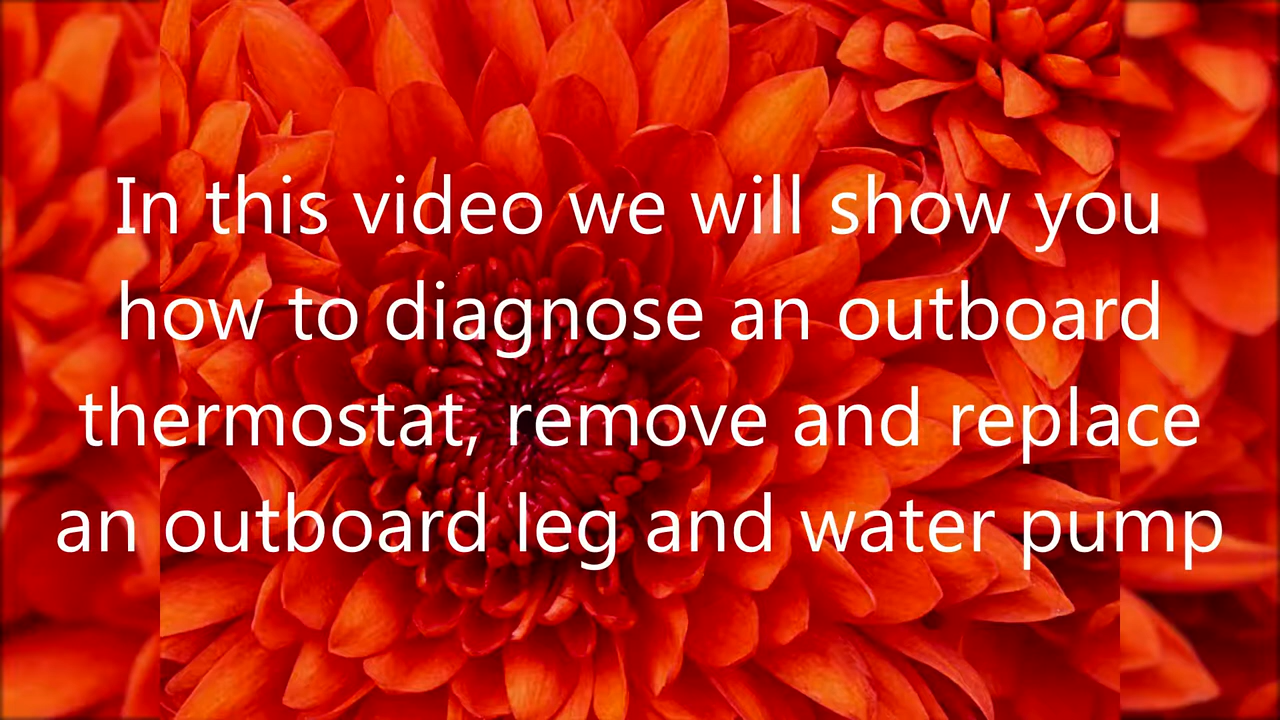 In this video we will show you
how to diagnose an outboard
thermostat, remove and replace
an outboard leg and water pump